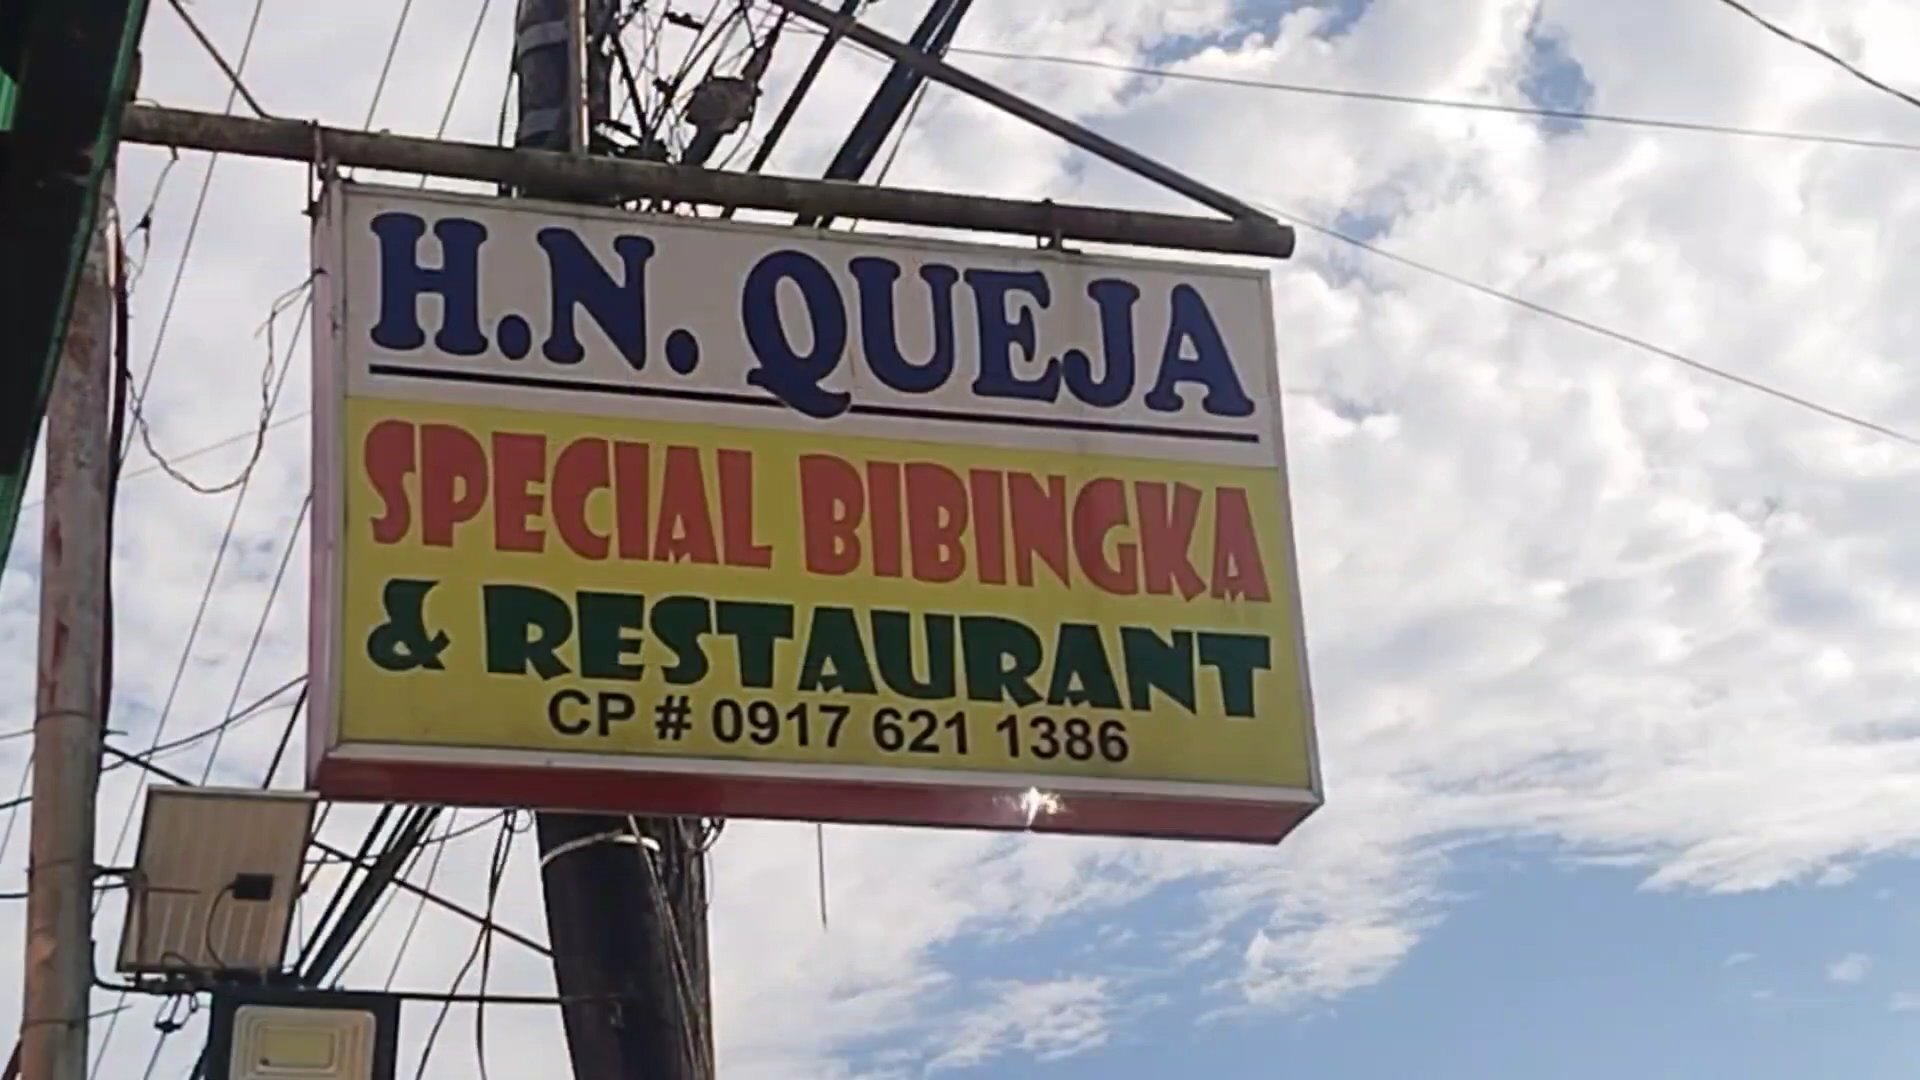 H.N. QUEJA
SPECIAL BIBINGKA
& RESTAURANT
CP # 0917 621 1386